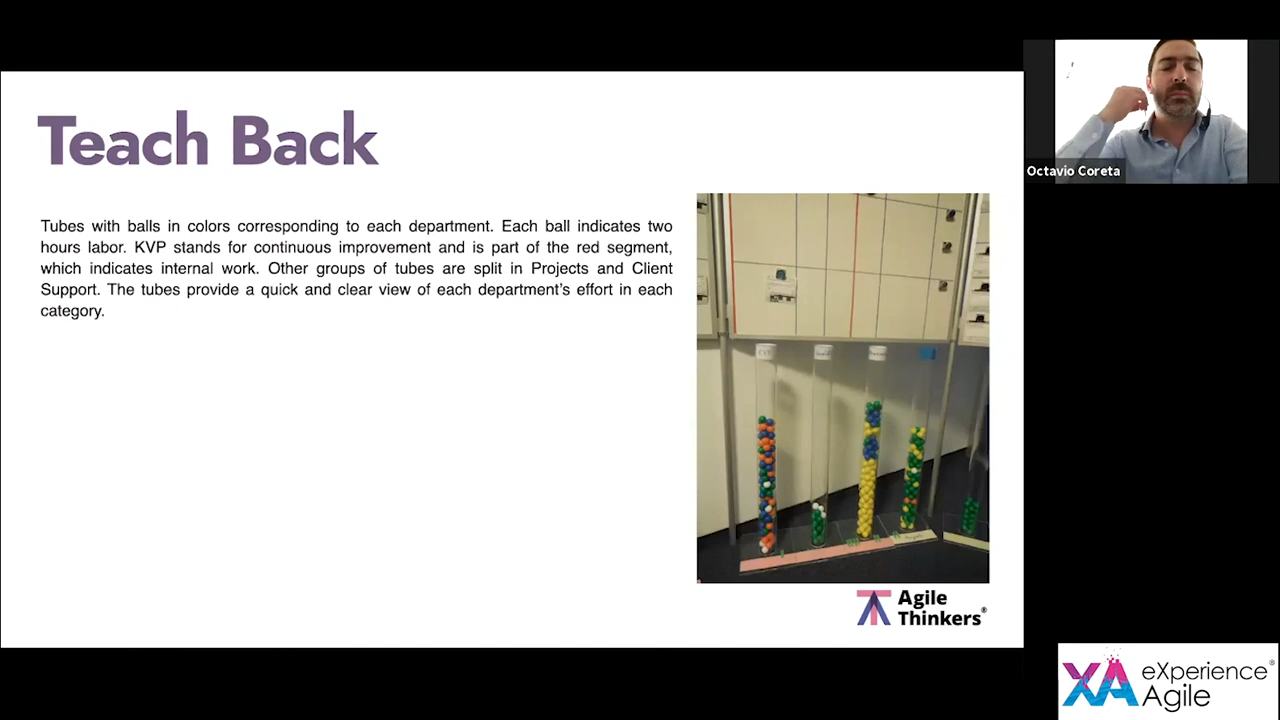 Teach Back
Tubes with balls in colors corresponding to each department. Each ball indicates two
hours labor. KVP stands for continuous improvement and is part of the red segment,
which indicates internal work. Other groups of tubes are split in Projects and Client
Support. The tubes provide a quick and clear view of each department’s effort in each
category.
Agile
Thinkers®
Octavio Coreta
XA eXperience®
Agile